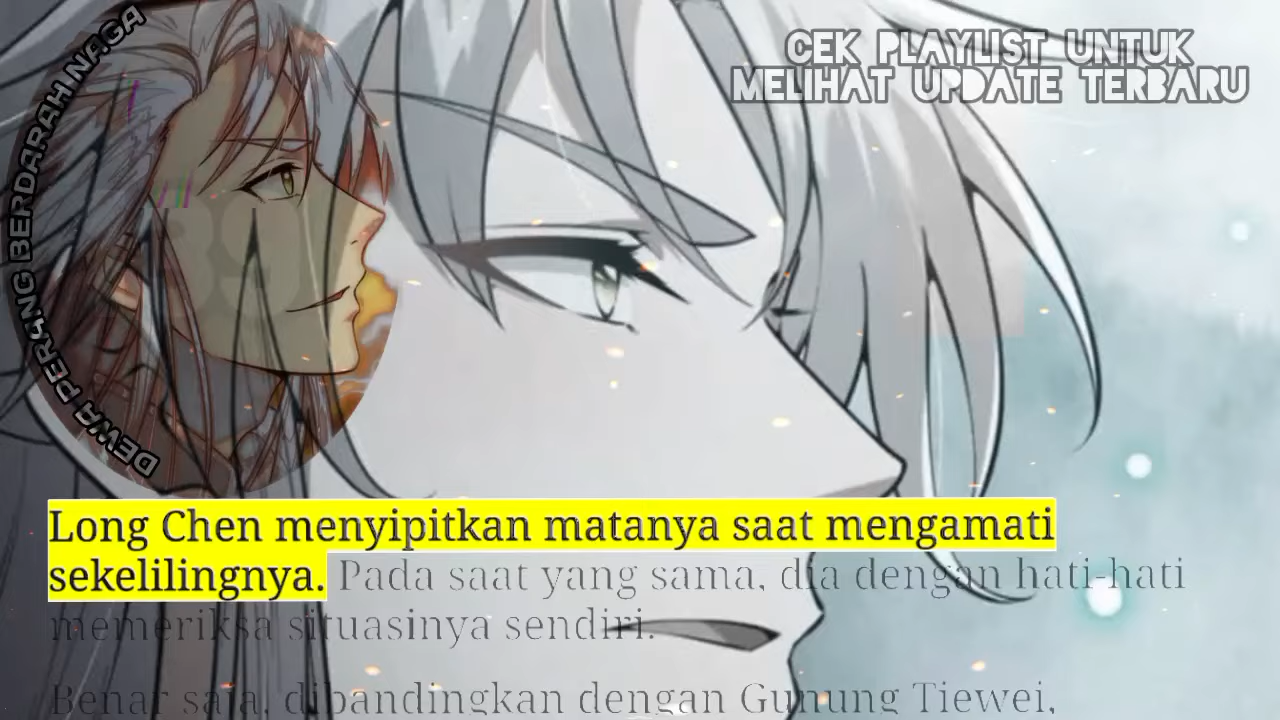 DEWA PERANG BERDARAH NAGA
CEK PLAYLIST UNTUK
MELIHAT UPDATE TERBARU
Long Chen menyipitkan matanya saat mengamati
sekelilingnya. Pada saat yang sama, dia dengan hati-hati
memeriksa situasinya sendiri.
Benar saja, dibandingkan dengan Gunung Tiewei,